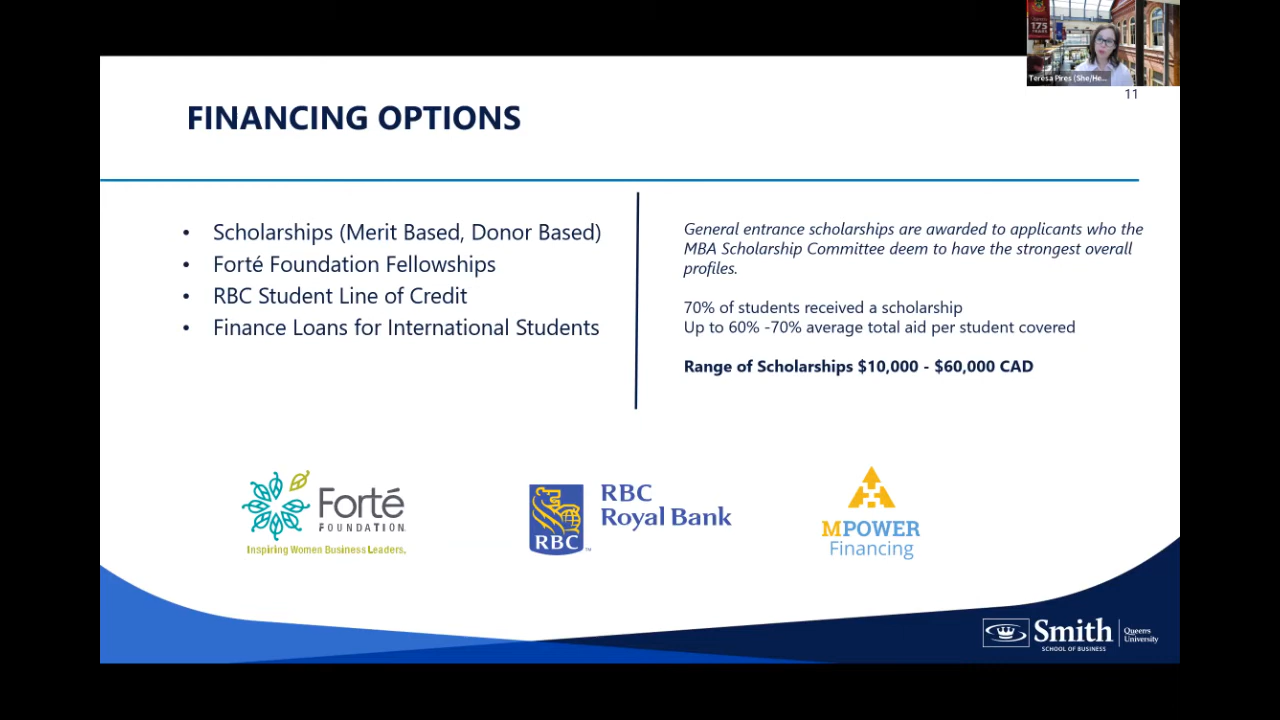 175
Teresa Pires (She/He...
11
FINANCING OPTIONS
• Scholarships (Merit Based, Donor Based)
• Forté Foundation Fellowships
• RBC Student Line of Credit
• Finance Loans for International Students
General entrance scholarships are awarded to applicants who the
MBA Scholarship Committee deem to have the strongest overall
profiles.
70% of students received a scholarship
Up to 60% -70% average total aid per student covered
Range of Scholarships $10,000 - $60,000 CAD
Forté
FOUNDATION
Inspiring Women Business Leaders.
RBC
Royal Bank
RBC
™
MPOWER
Financing
Smith
SCHOOL OF BUSINESS
Queen's
University